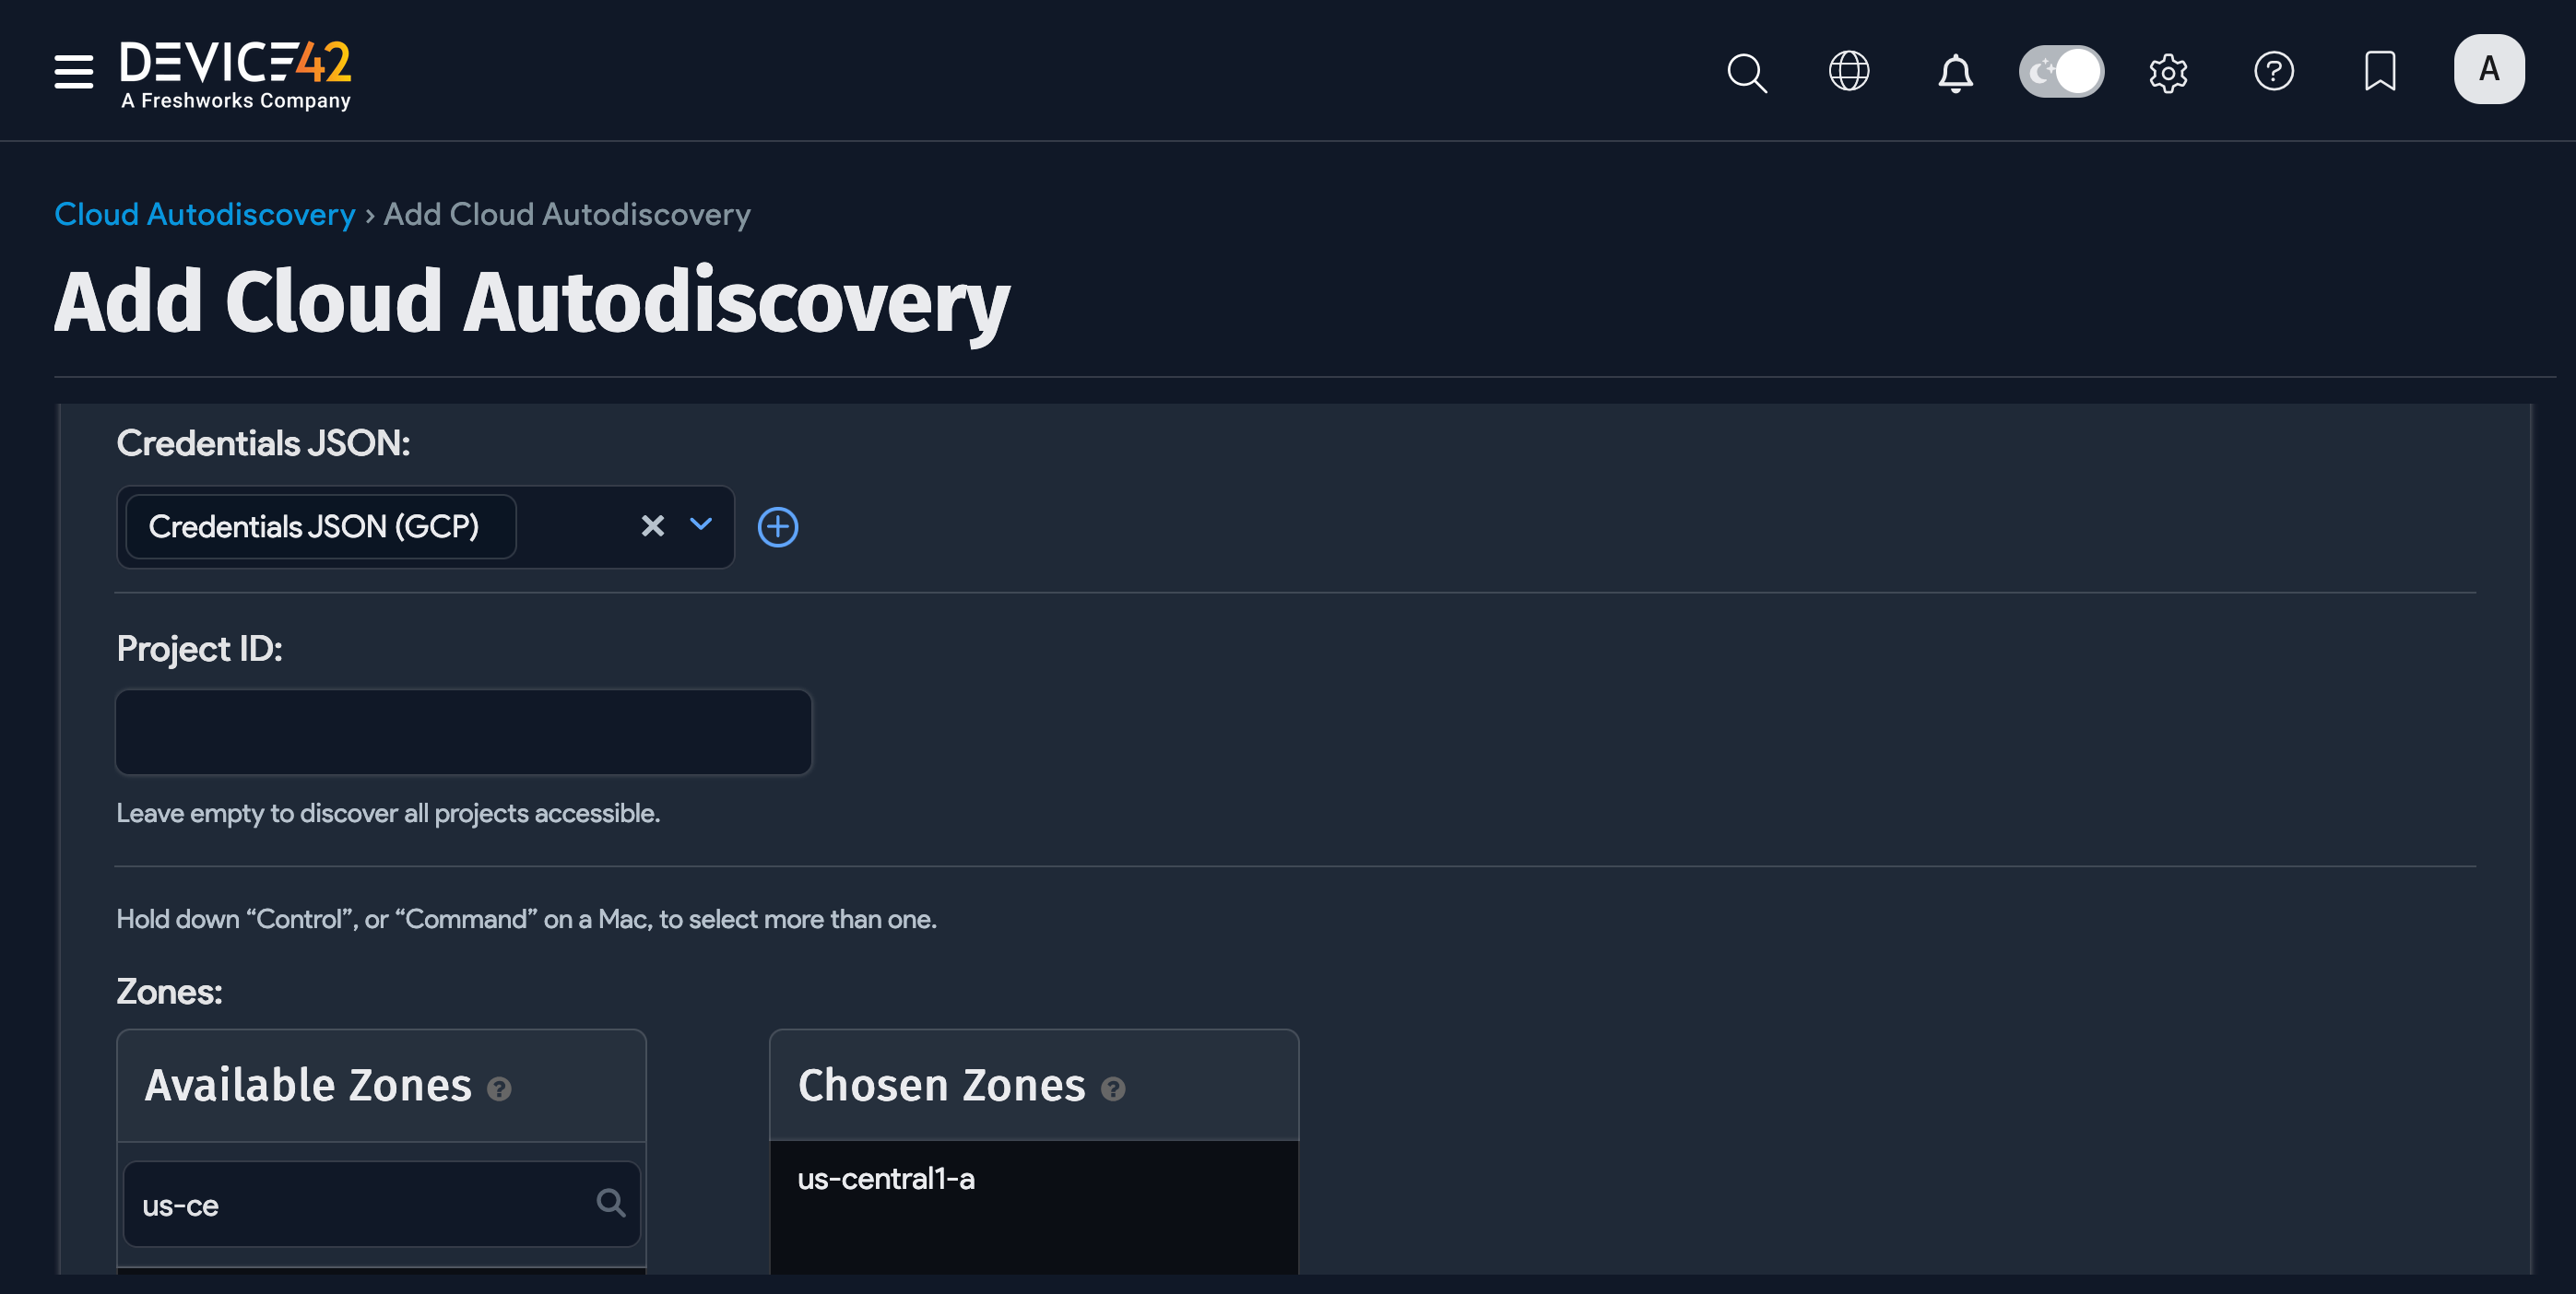 DEVICE42
A Freshworks Company
A
Cloud Autodiscovery › Add Cloud Autodiscovery
Add Cloud Autodiscovery
Credentials JSON:
Credentials JSON (GCP)
Project ID:
Leave empty to discover all projects accessible.
Hold down “Control”, or “Command” on a Mac, to select more than one.
Zones:
Available Zones ?
Chosen Zones ?
us-ce
us-central1-a